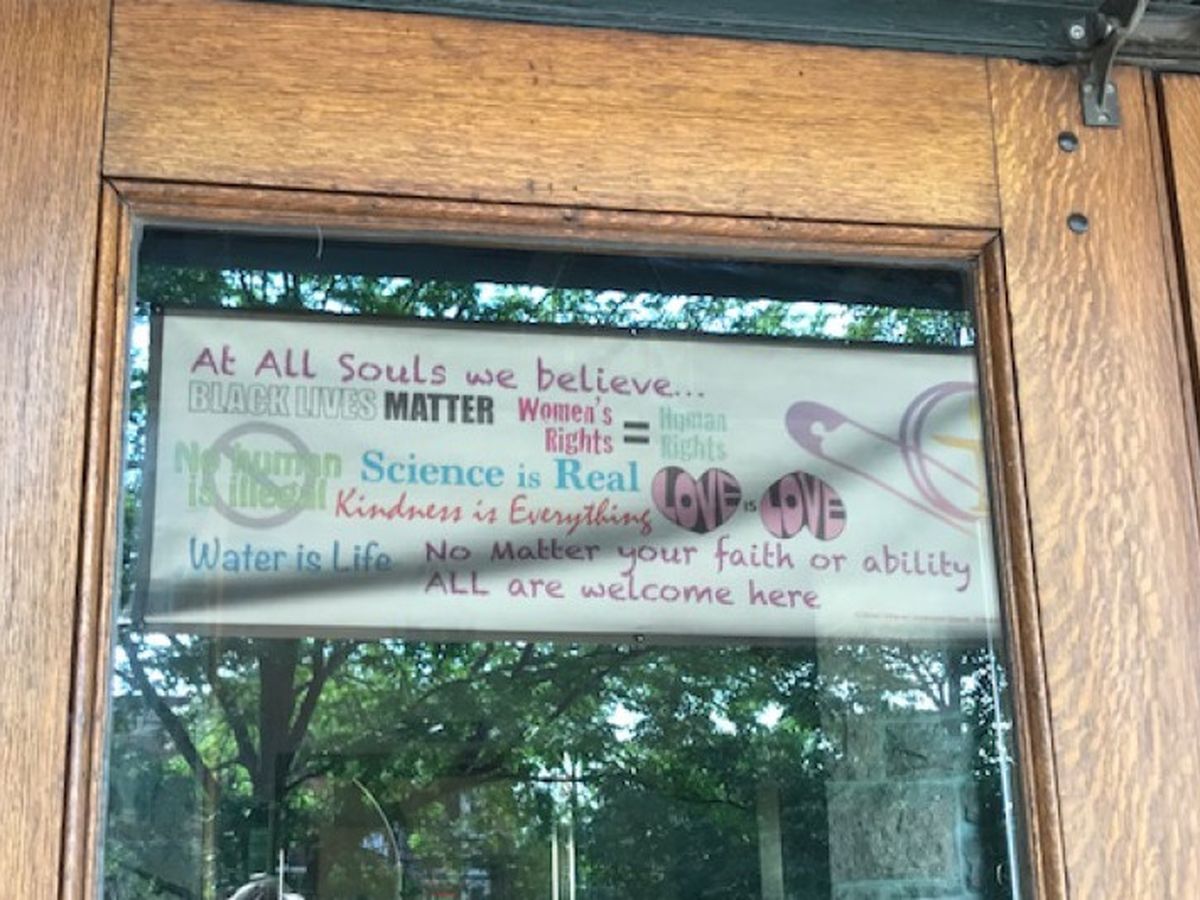 At All Souls we believe...
BLACK LIVES MATTER
Women's Rights = Human Rights
No human is illegal
Science is Real
Kindness is Everything
LOVE IS LOVE
Water is Life
No Matter your faith or ability
ALL are welcome here